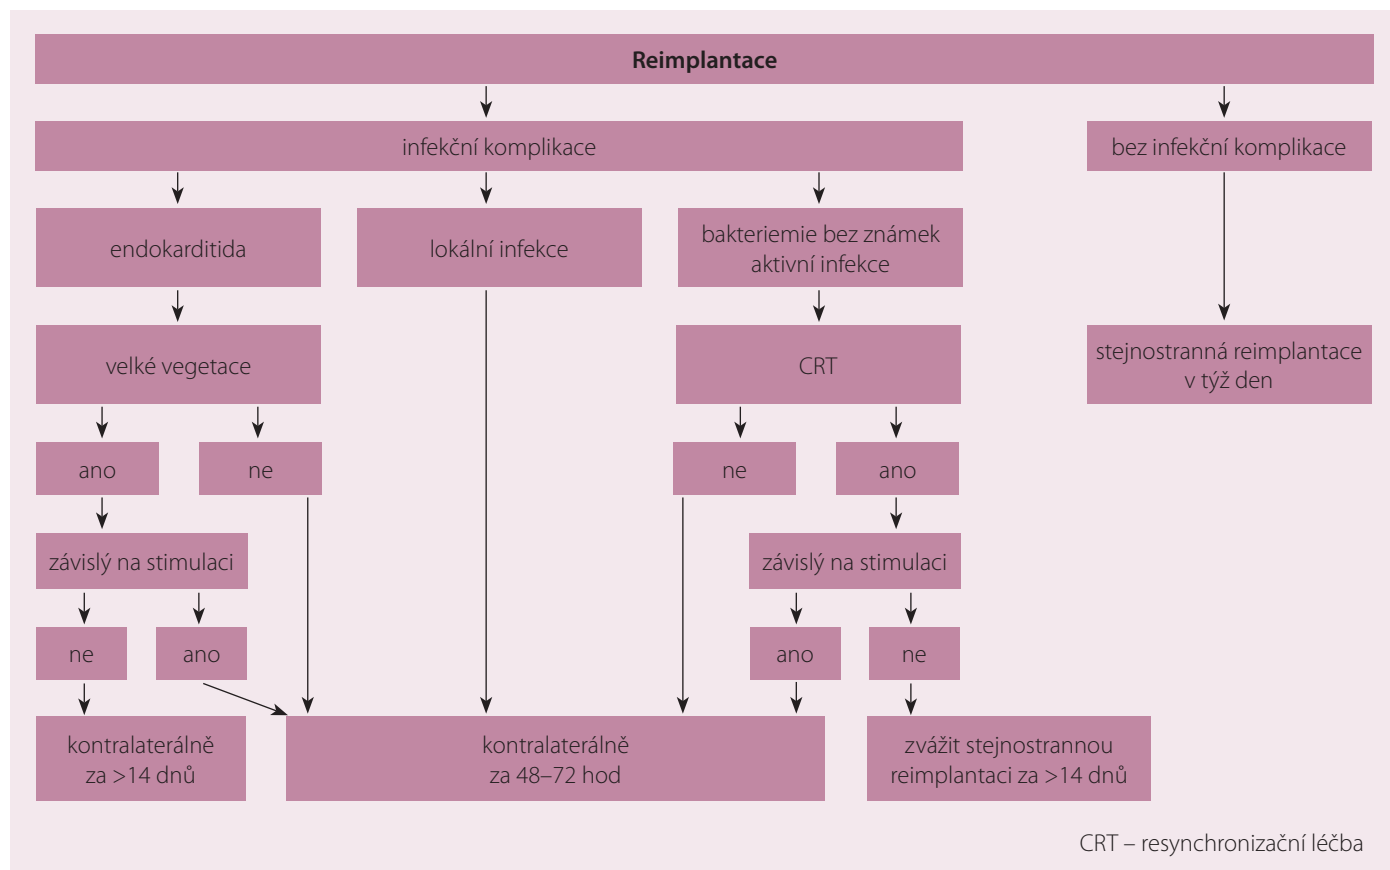 Reimplantace
infekční komplikace
bez infekční komplikace
endokarditida
lokální infekce
bakteriemie bez známek
aktivní infekce
velké vegetace
CRT
stejnostranná reimplantace
v týž den
ano
ne
ne
ano
závislý na stimulaci
závislý na stimulaci
ne
ano
ano
ne
kontralaterálně
za >14 dnů
kontralaterálně
za 48–72 hod
zvážit stejnostrannou
reimplantaci za >14 dnů
CRT – resynchronizační léčba